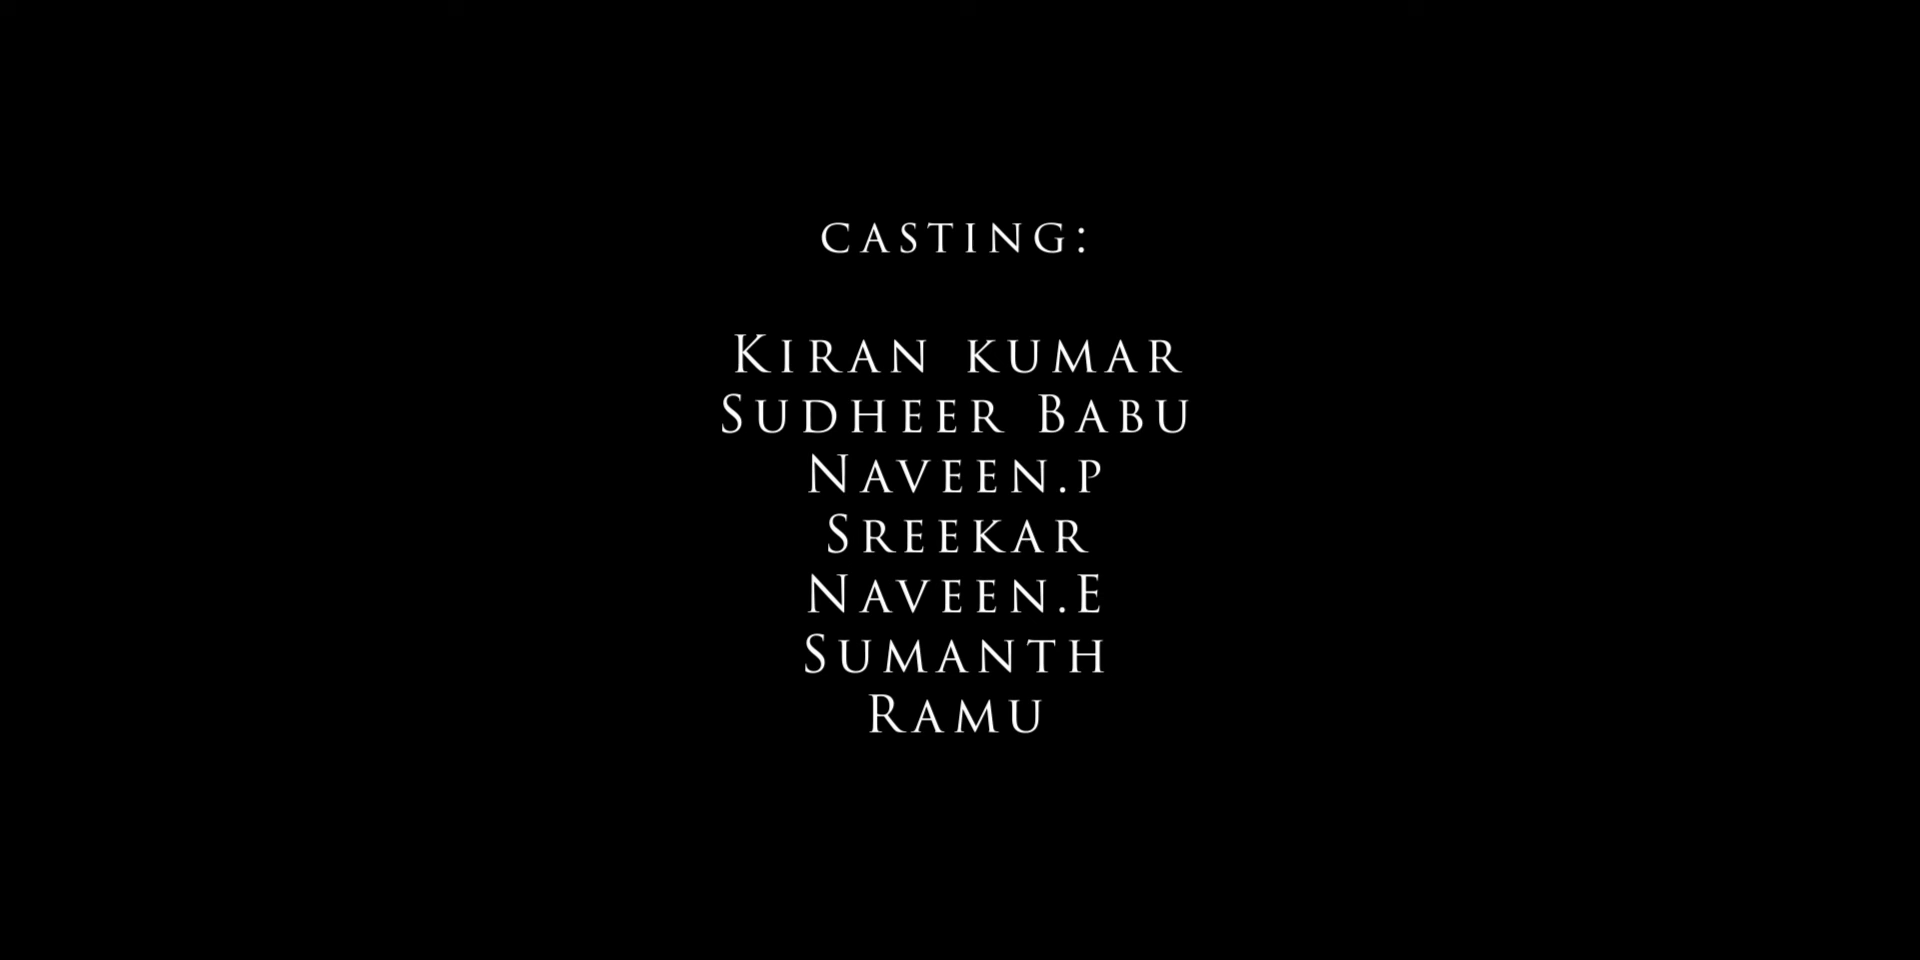 CASTING:
KIRAN KUMAR
SUDHEER BABU
NAVEEN.P
SREEKAR
NAVEEN.E
SUMANTH
RAMU